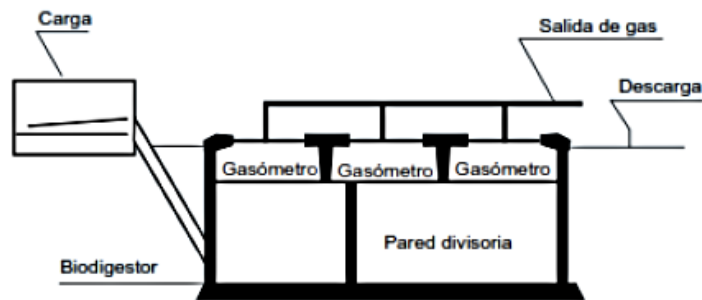 Carga
Salida de gas
Descarga
Gasómetro
Gasómetro
Gasómetro
Pared divisoria
Biodigestor